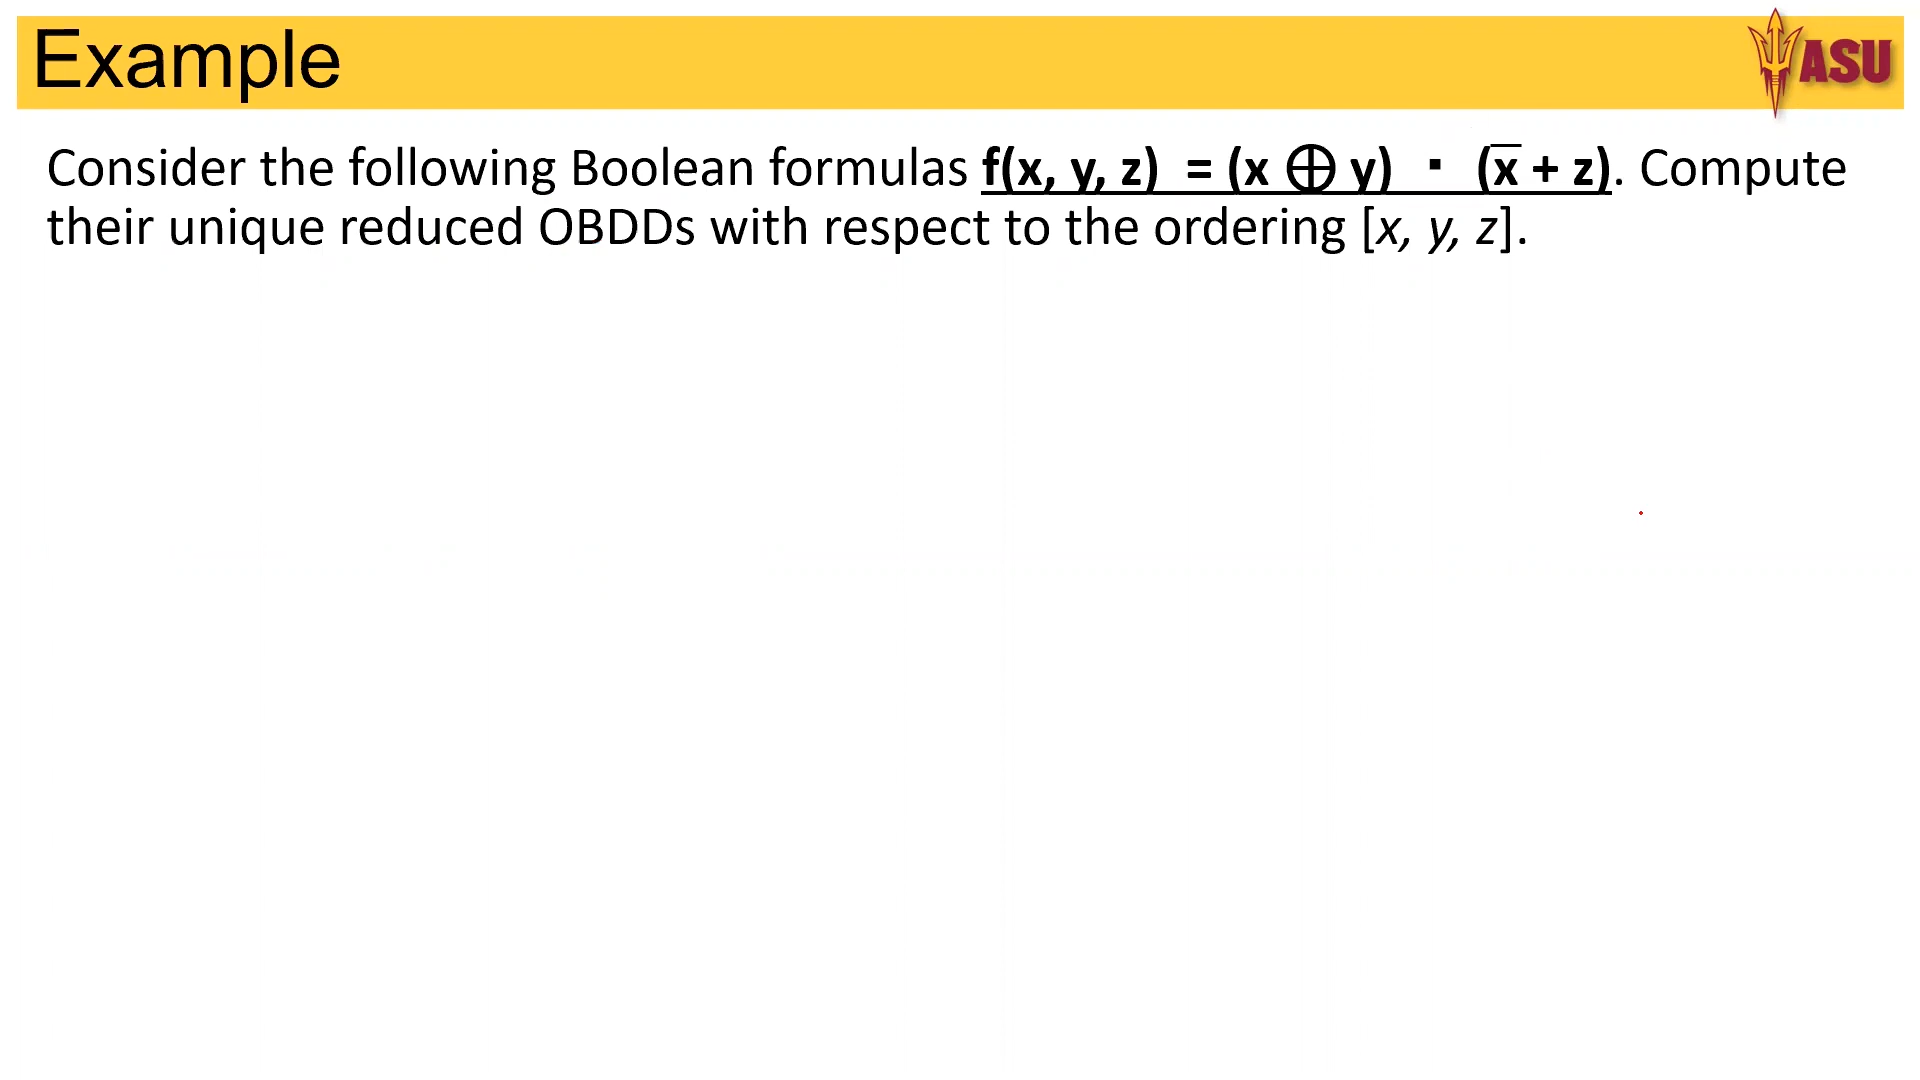 Example
ASU
Consider the following Boolean formulas f(x, y, z) = (x ⨁ y) · (x̅ + z). Compute
their unique reduced OBDDs with respect to the ordering [x, y, z].